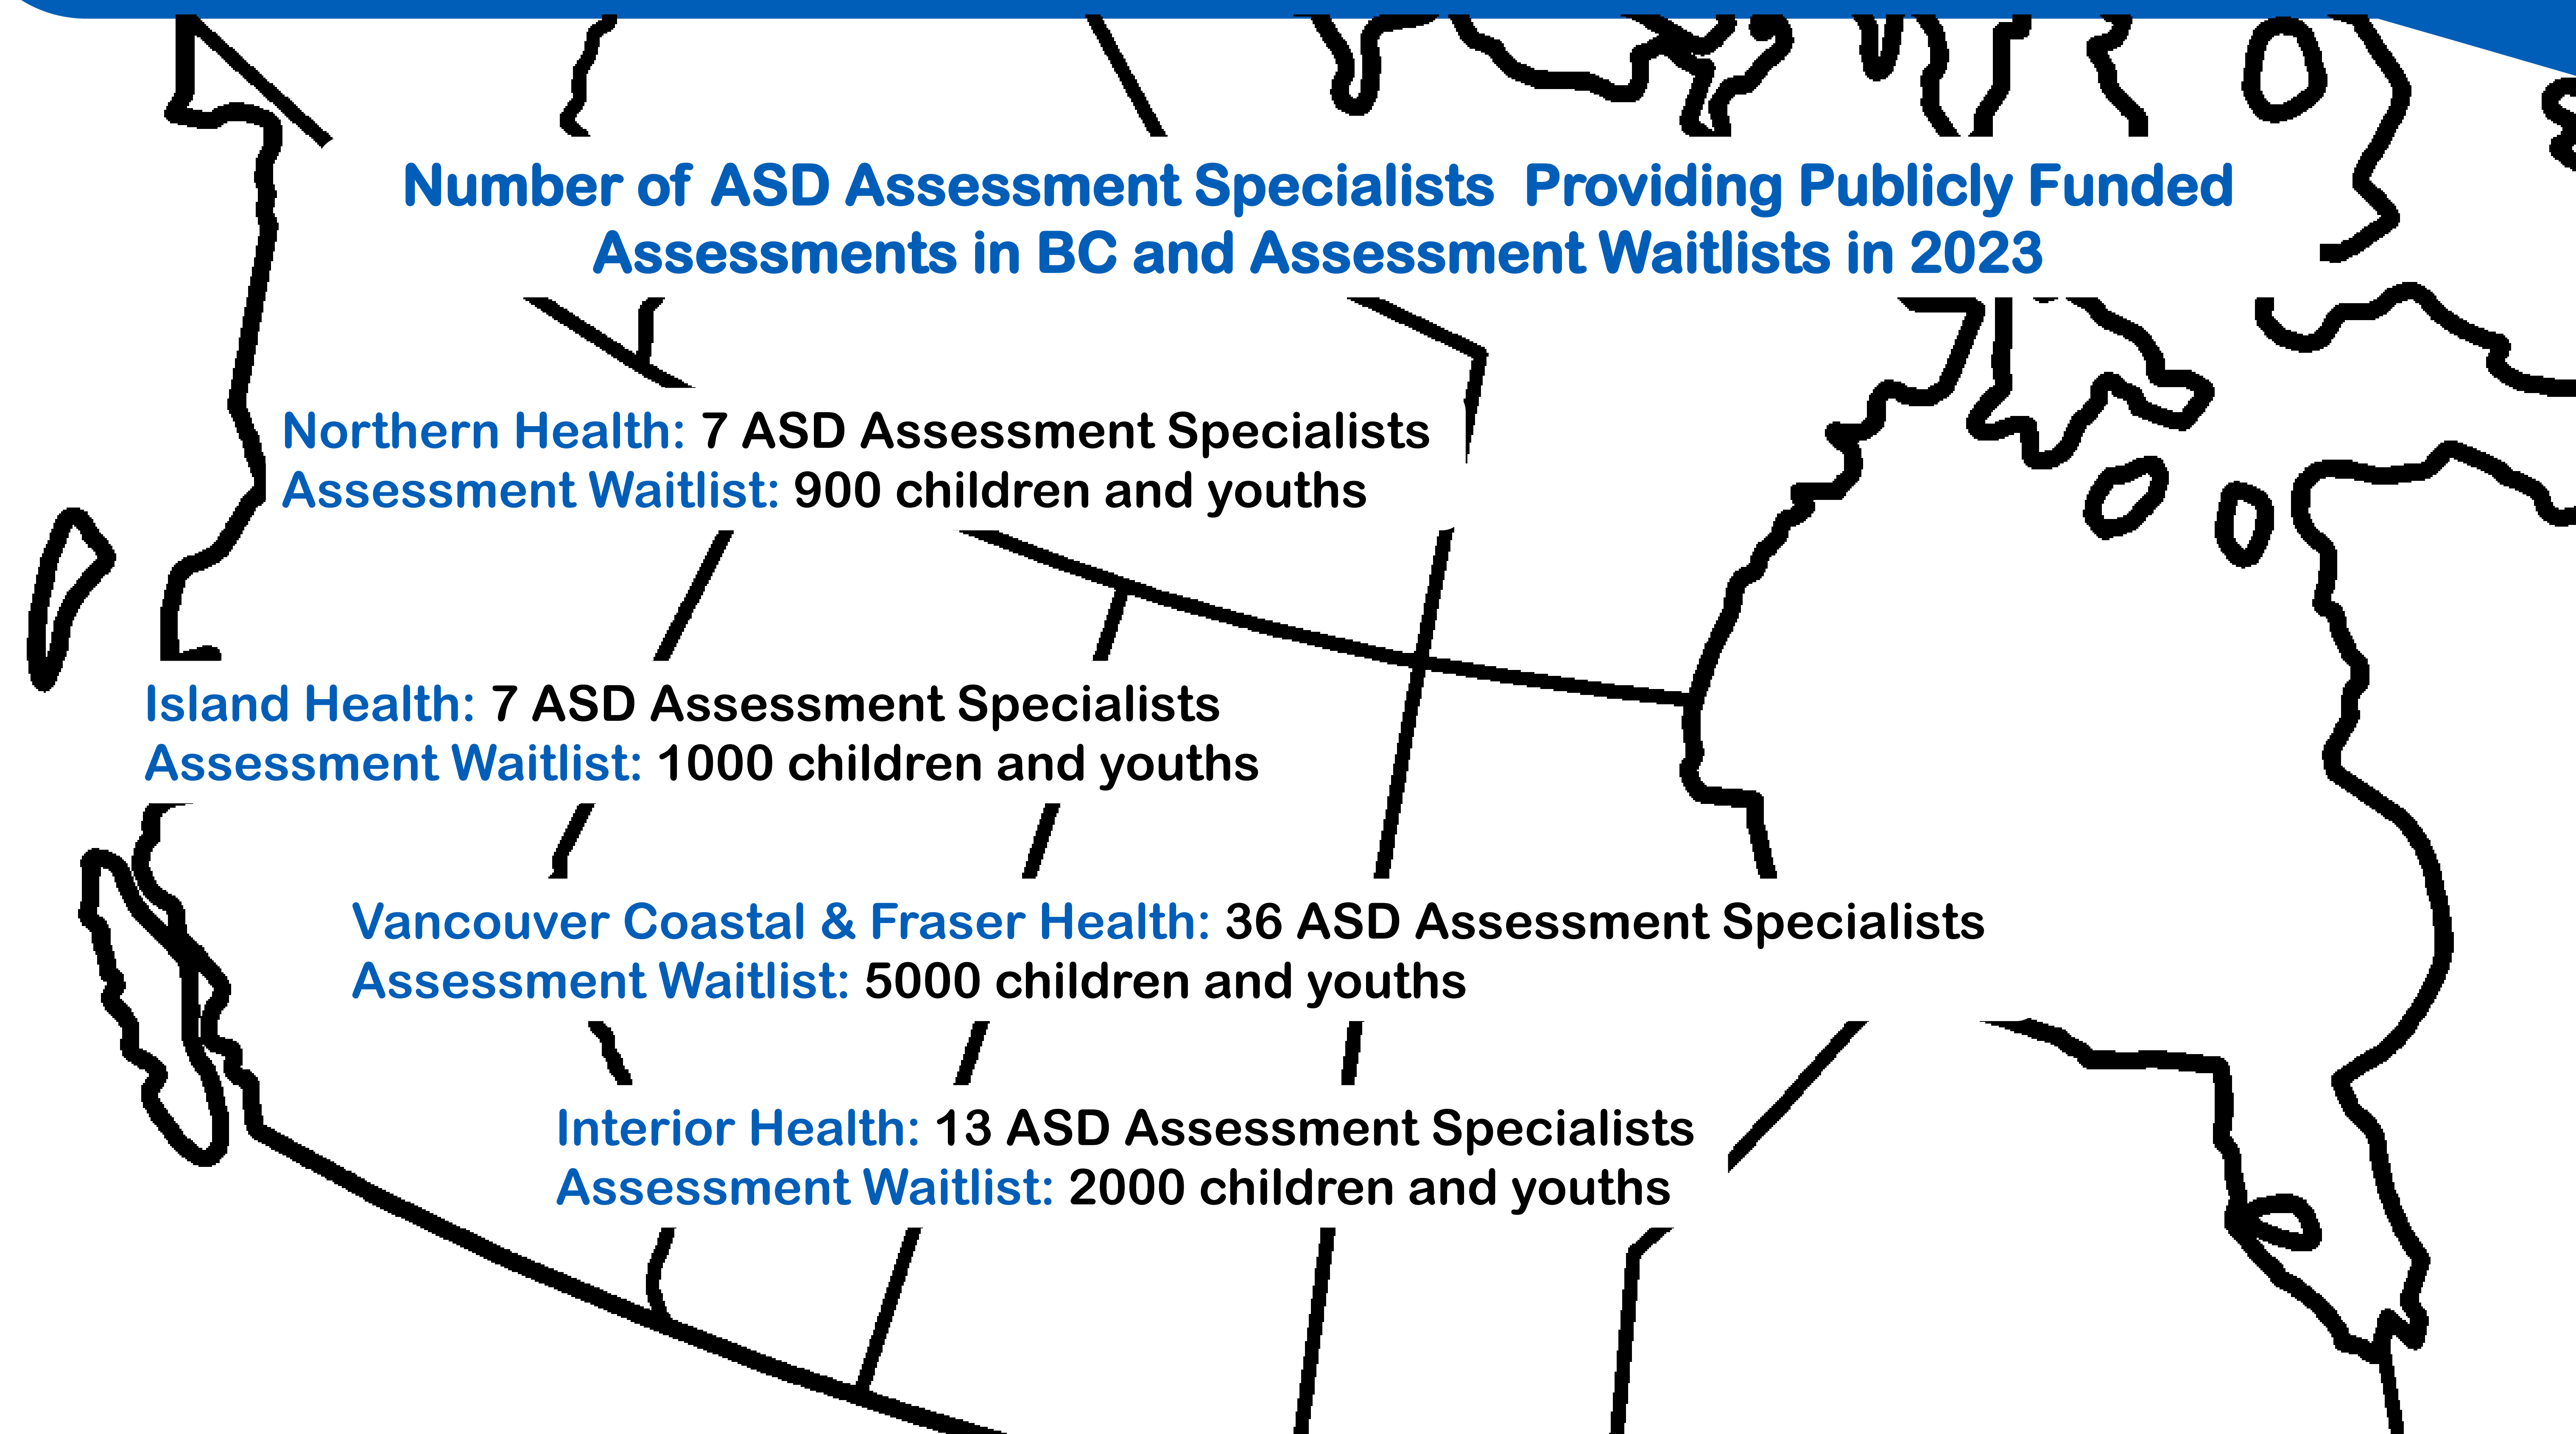 Number of ASD Assessment Specialists Providing Publicly Funded
Assessments in BC and Assessment Waitlists in 2023
Northern Health: 7 ASD Assessment Specialists
Assessment Waitlist: 900 children and youths
Island Health: 7 ASD Assessment Specialists
Assessment Waitlist: 1000 children and youths
Vancouver Coastal & Fraser Health: 36 ASD Assessment Specialists
Assessment Waitlist: 5000 children and youths
Interior Health: 13 ASD Assessment Specialists
Assessment Waitlist: 2000 children and youths